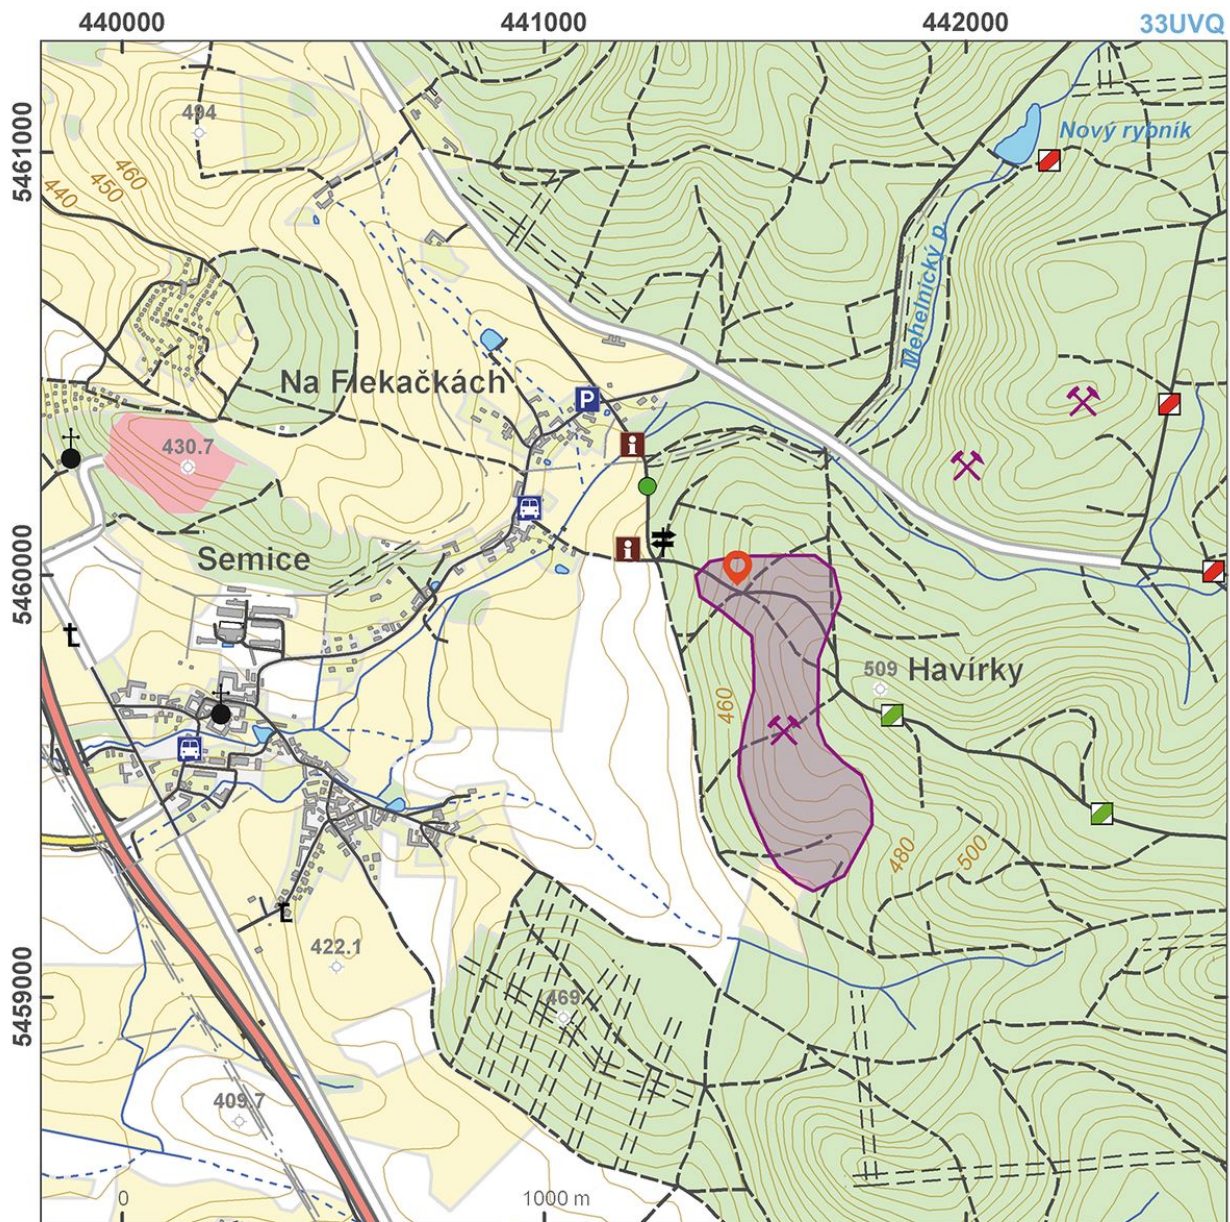 440000
441000
442000
33UVQ
5461000
494
Nový rybník
460
450
440
Mehelnický p.
Na Flekačkách
P
430.7
i
Semice
5460000
i
509
Havírky
460
480
500
422.1
469
5459000
409.7
0
1000 m